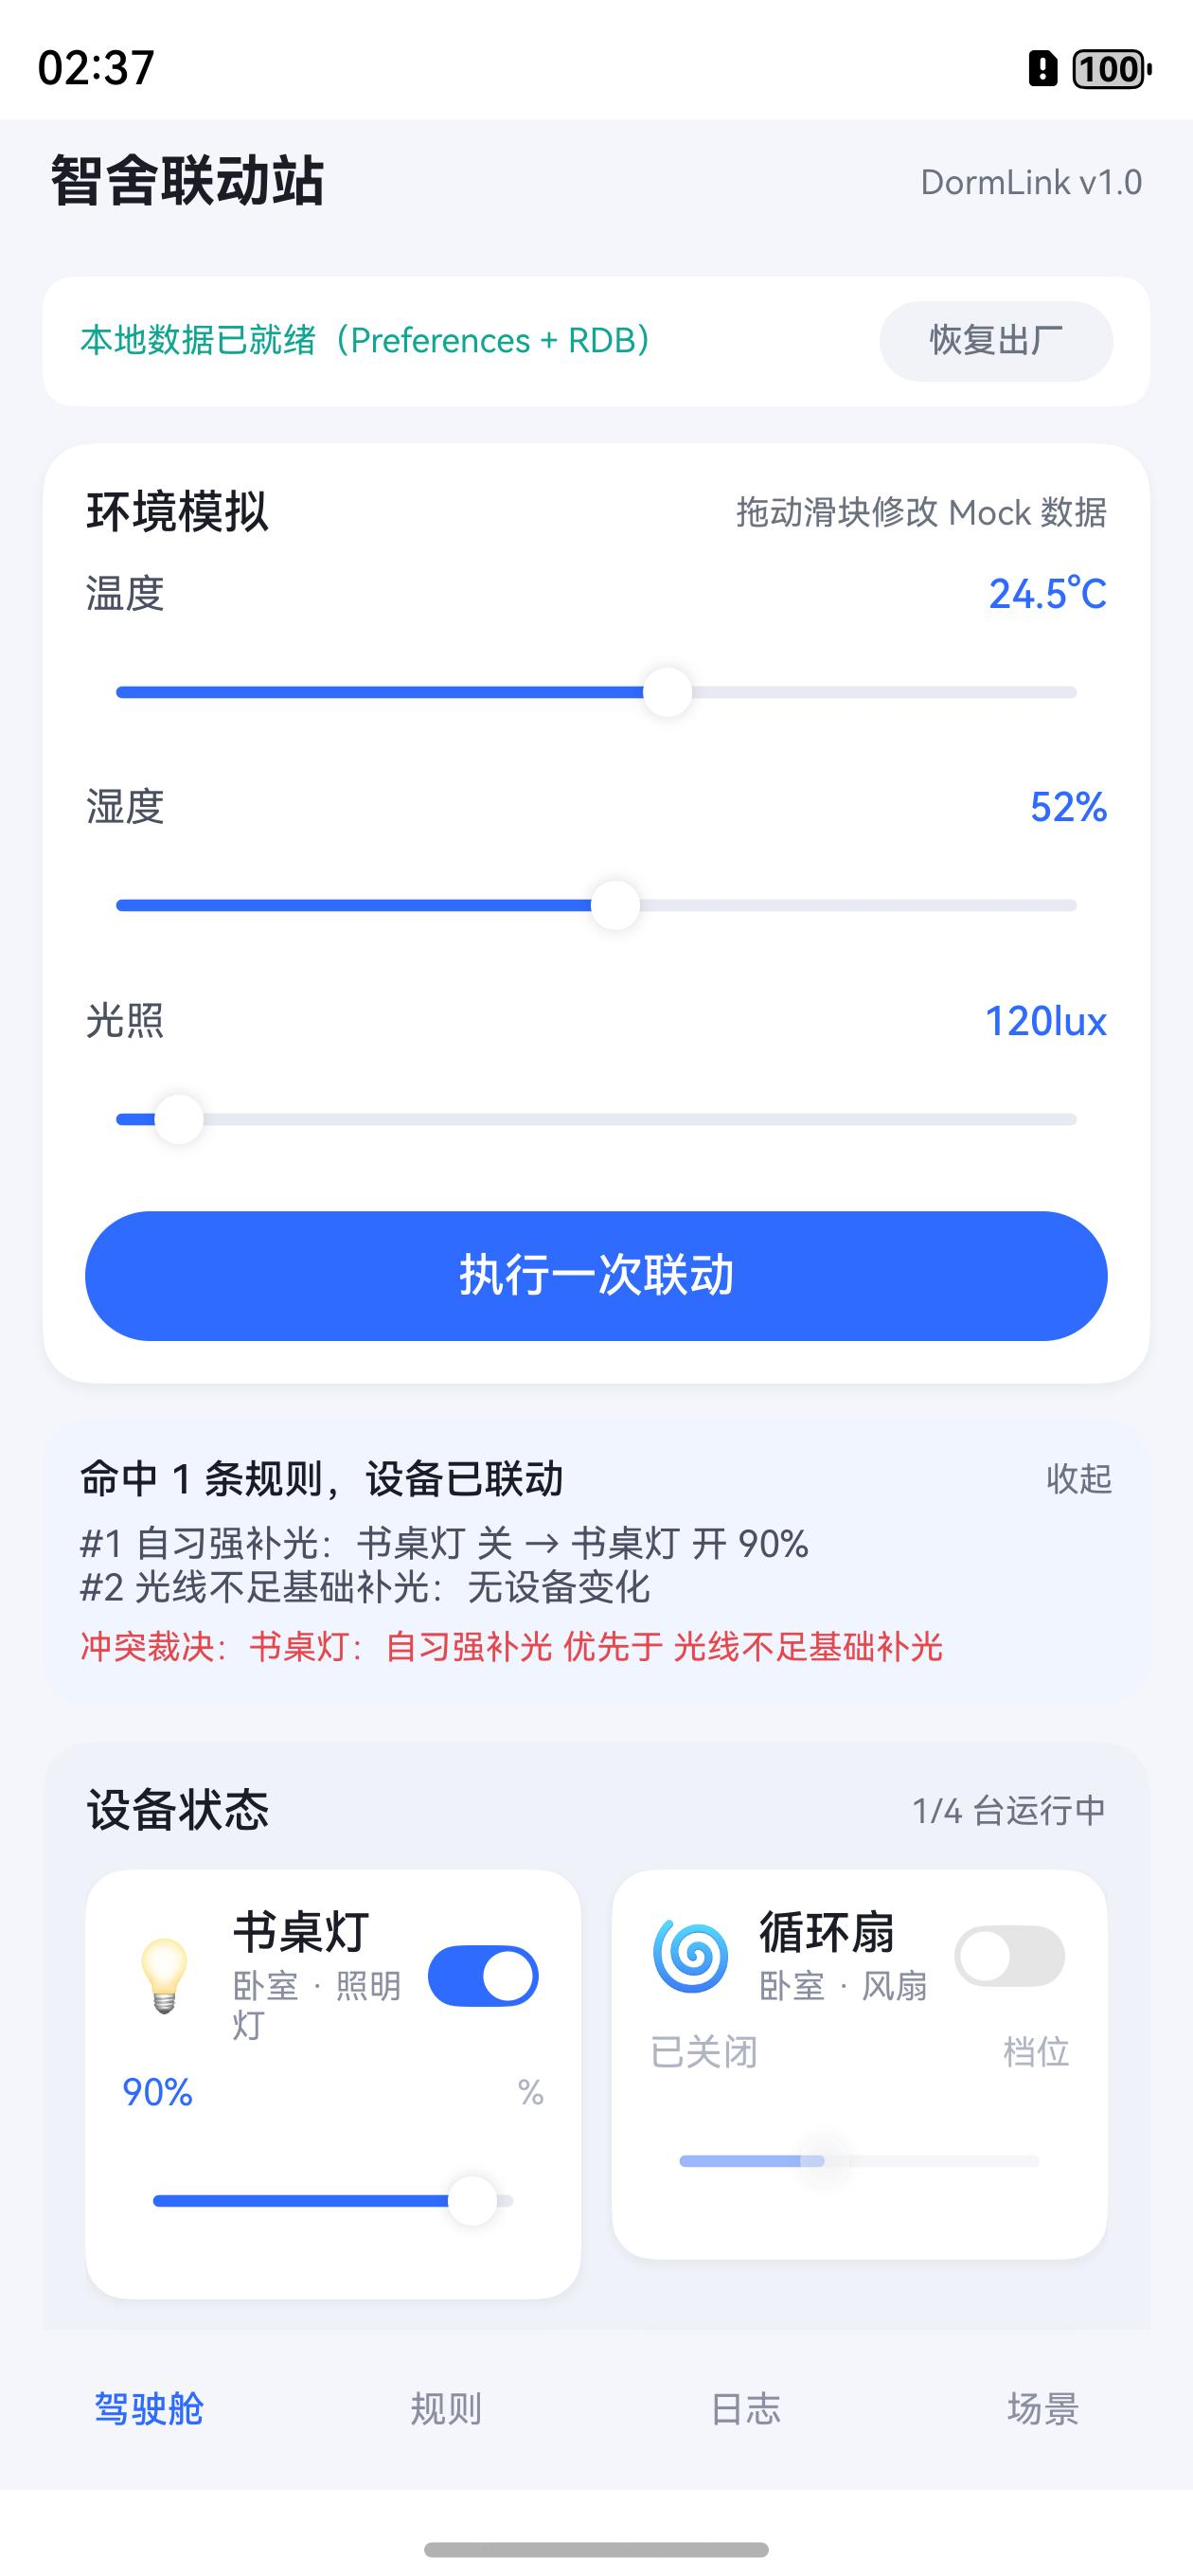 02:37
100
智舍联动站
DormLink v1.0
本地数据已就绪（Preferences + RDB）
恢复出厂
环境模拟
拖动滑块修改 Mock 数据
温度
24.5°C
湿度
52%
光照
120lux
执行一次联动
命中 1 条规则，设备已联动
收起
#1 自习强补光：书桌灯 关 → 书桌灯 开 90%
#2 光线不足基础补光：无设备变化
冲突裁决：书桌灯：自习强补光 优先于 光线不足基础补光
设备状态
1/4 台运行中
书桌灯
卧室 · 照明
灯
90%
%
循环扇
卧室 · 风扇
已关闭
档位
驾驶舱
规则
日志
场景